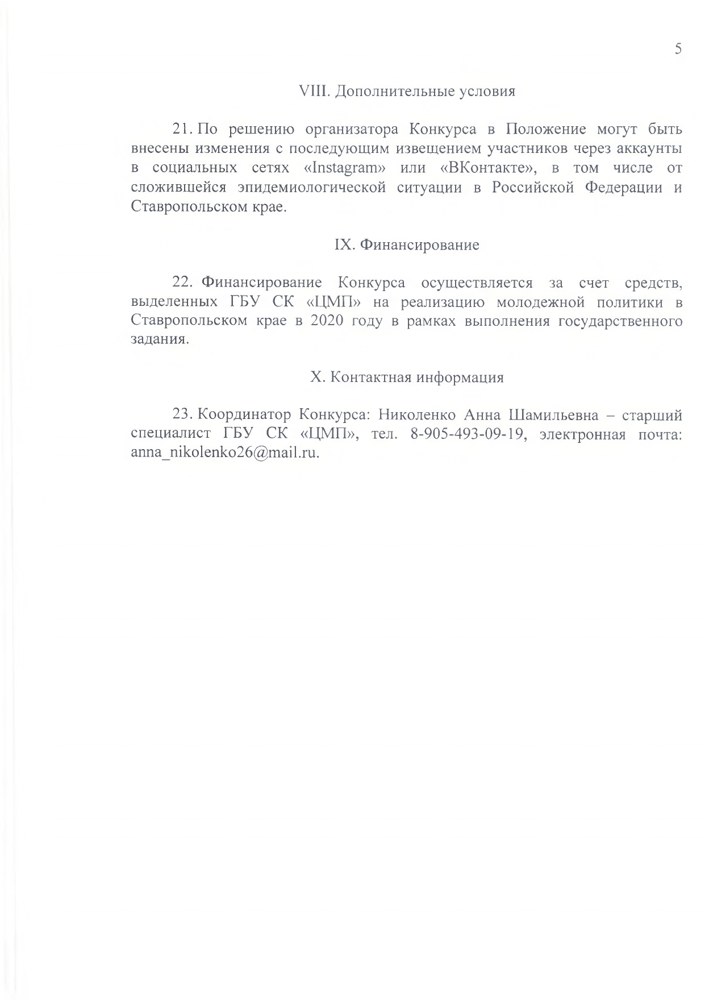 5
VIII. Дополнительные условия
21. По решению организатора Конкурса в Положение могут быть
внесены изменения с последующим извещением участников через аккаунты
в социальных сетях «Instagram» или «ВКонтакте», в том числе от
сложившейся эпидемиологической ситуации в Российской Федерации и
Ставропольском крае.
IX. Финансирование
22. Финансирование Конкурса осуществляется за счет средств,
выделенных ГБУ СК «ЦМП» на реализацию молодежной политики в
Ставропольском крае в 2020 году в рамках выполнения государственного
задания.
X. Контактная информация
23. Координатор Конкурса: Николенко Анна Шамильевна – старший
специалист ГБУ СК «ЦМП», тел. 8-905-493-09-19, электронная почта:
anna_nikolenko26@mail.ru.